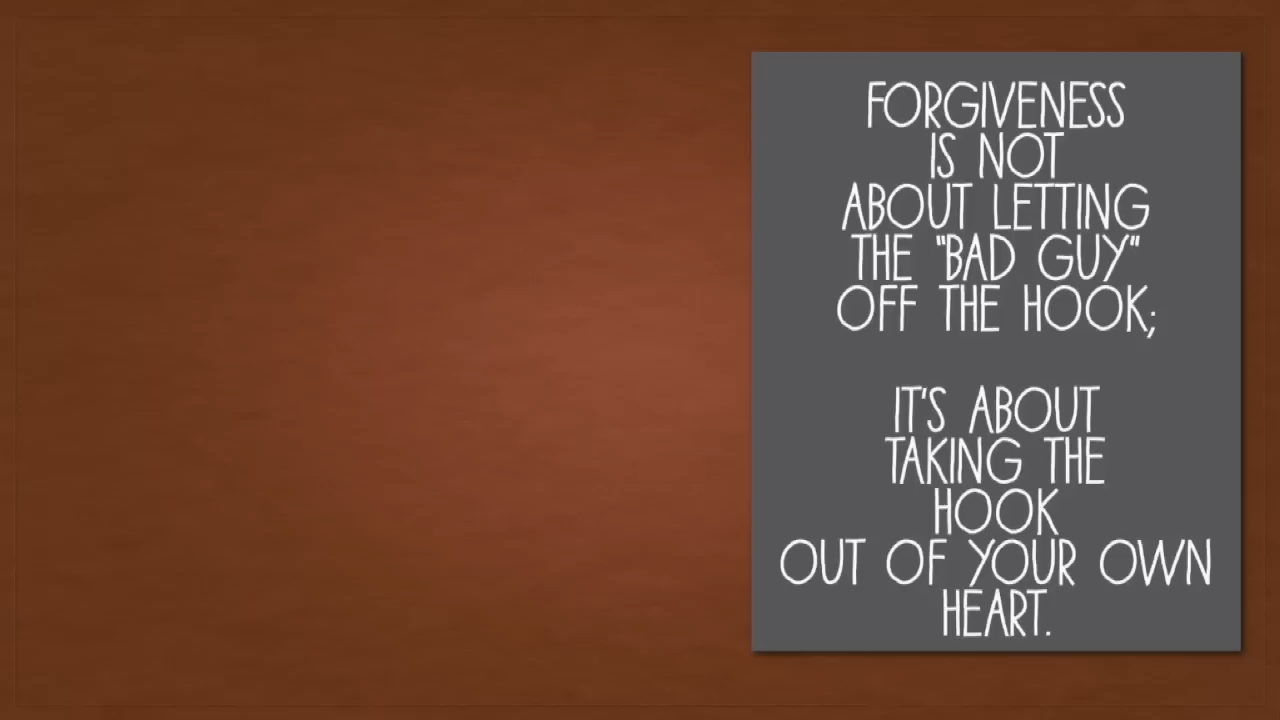 FORGIVENESS
IS NOT
ABOUT LETTING
THE "BAD GUY"
OFF THE HOOK;
IT'S ABOUT
TAKING THE
HOOK
OUT OF YOUR OWN
HEART.